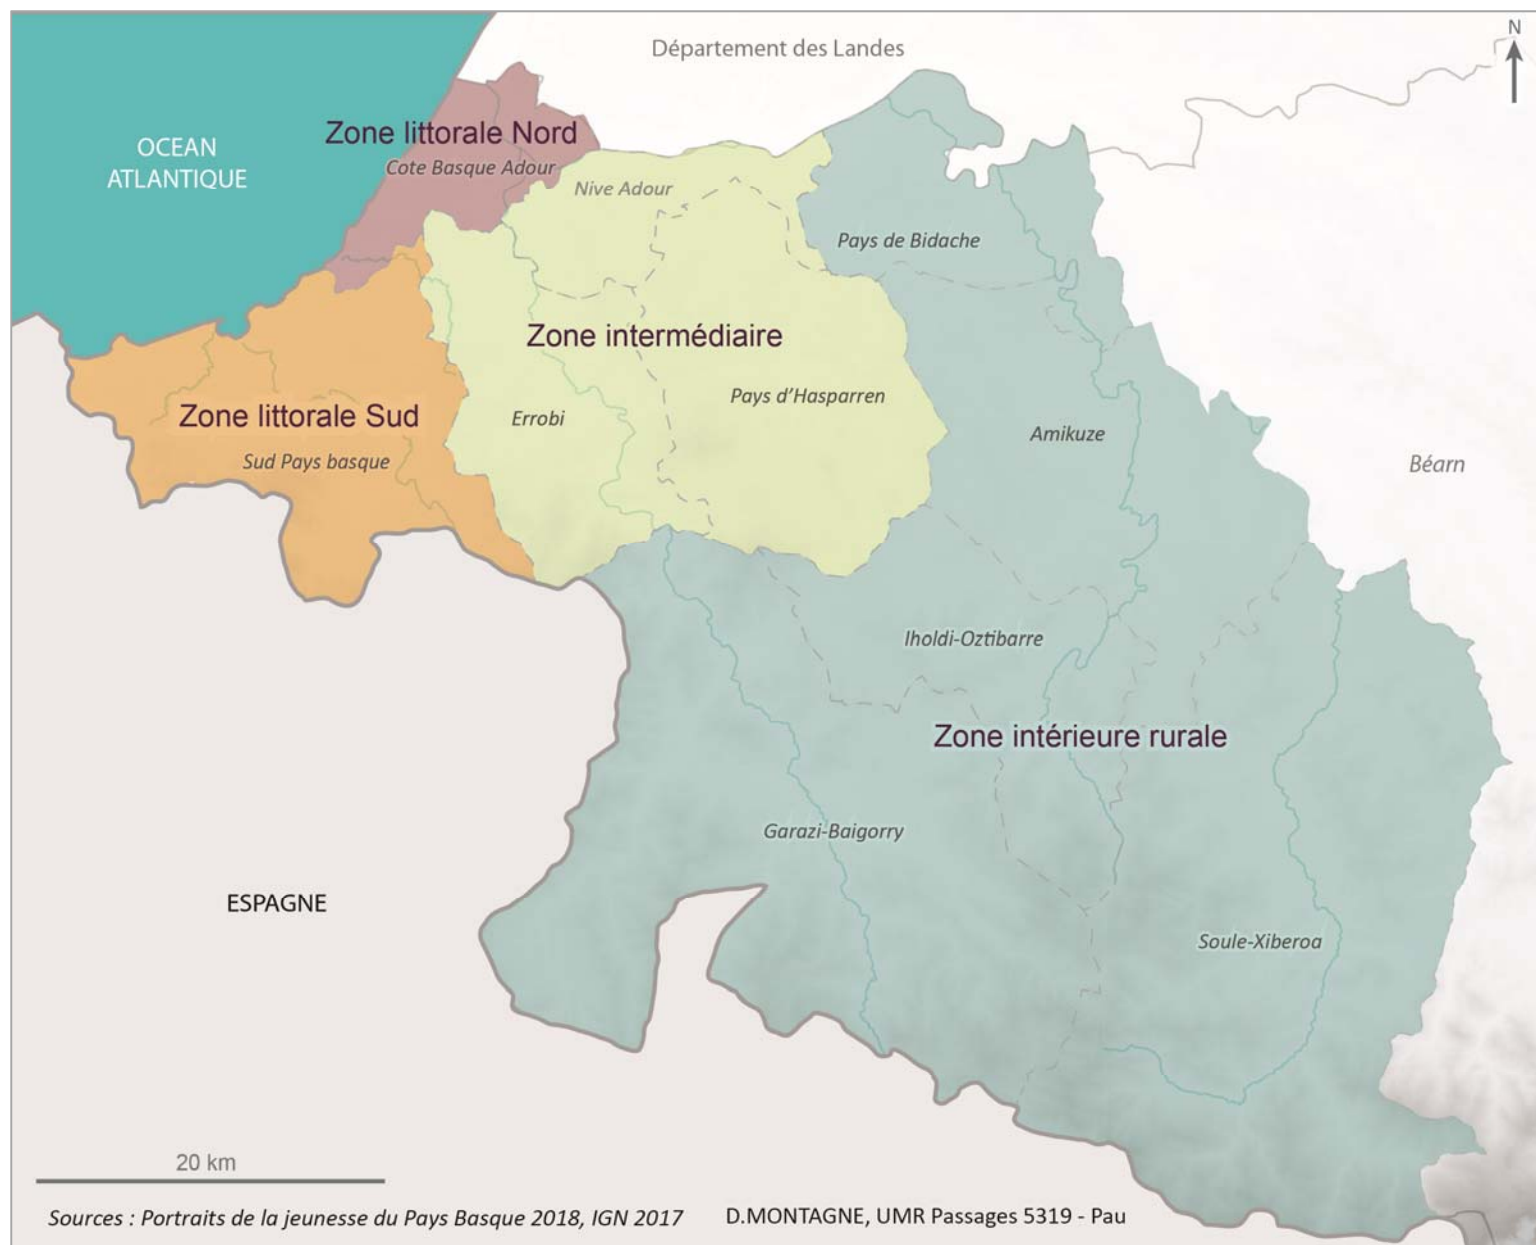 Département des Landes
N
Zone littorale Nord
OCEAN
ATLANTIQUE
Cote Basque Adour
Nive Adour
Pays de Bidache
Zone intermédiaire
Pays d'Hasparren
Zone littorale Sud
Errobi
Amikuze
Sud Pays basque
Béarn
Iholdi-Oztibarre
Zone intérieure rurale
Garazi-Baigorry
ESPAGNE
Soule-Xiberoa
20 km
Sources : Portraits de la jeunesse du Pays Basque 2018, IGN 2017
D.MONTAGNE, UMR Passages 5319 - Pau